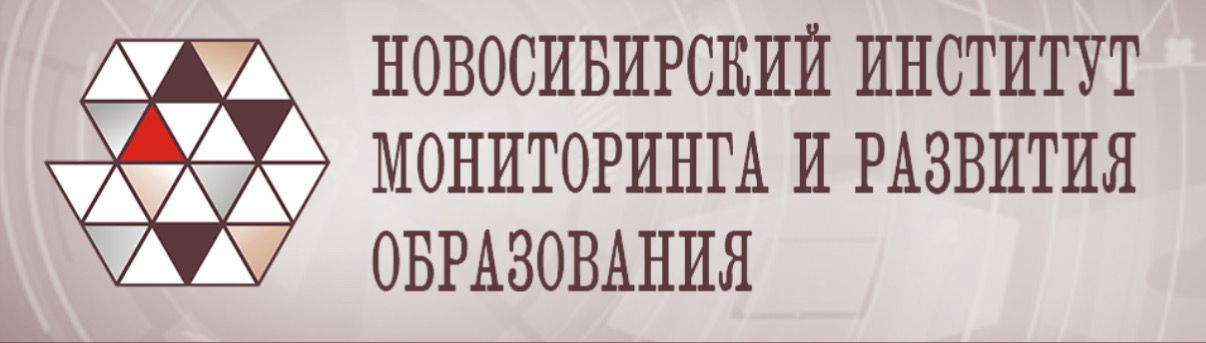 НОВОСИБИРСКИЙ ИНСТИТУТ
МОНИТОРИНГА И РАЗВИТИЯ
ОБРАЗОВАНИЯ